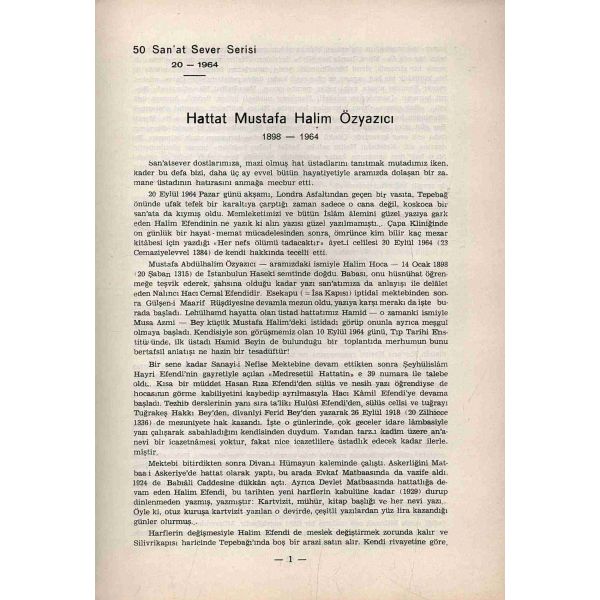 50 San'at Sever Serisi
20 — 1964
Hattat Mustafa Halim Özyazıcı
1898 — 1964
San'atsever dostlarımıza, mazi olmuş hat üstadlarını tanıtmak mutadımız iken,
kader bu defa bizi, daha üç ay evvel bütün hayatiyetiyle aramızda dolaşan bir za-
mane üstadının hatırasını anmağa mecbur etti.
20 Eylül 1964 Pazar günü akşamı, Londra Asfaltından geçen bir vasıta, Tepebağ
önünde ufak tefek bir karaltıya çarptığı zaman sadece o cana değil, koskoca bir
san'ata da kıymış oldu. Memleketimizi ve bütün İslâm âlemini güzel yazıya gark
eden Halim Efendinin ne yazık ki alın yazısı güzel yazılmamıştı.. Çapa Kliniğinde
on günlük bir hayat - memat mücadelesinden sonra, ömrünce kim bilir kaç mezar
kitâbesi için yazdığı «Her nefs ölümü tadacaktır» âyet.i celilesi 20 Eylül 1964 (23
Cemaziyelevvel 1384) de kendi hakkında tecelli etti.
Mustafa Abdülhalim Özyazıcı — aramızdaki ismiyle Halim Hoca — 14 Ocak 1898
(20 Şaban 1315) de İstanbulun Haseki semtinde doğdu. Babası, onu hüsnühat öğren-
meğe teşvik ederek, şahsına olduğu kadar yazı san'atımıza da anlayışı ile delâlet
eden Nalıncı Hacı Cemal Efendidir. Esekapu (= İsa Kapısı) iptidaî mektebinden son-
ra Gülşen-i Maarif Rüşdiyesine devamla mezun oldu, yazıya karşı merakı da işte bu-
rada başladı. Lehülhamd hayatta olan üstad hattatımız Hamid — o zamanki ismiyle
Musa Azmi — Bey küçük Mustafa Halim'deki istidadı; görüp onunla ayrıca meşgul
olmaya başladı. Kendisiyle son görüşmemiz olan 10 Eylül 1964 günü, Tıp Tarihi Ens-
titüsünde, ilk üstadı Hamid Beyin de bulunduğu bir toplantıda merhumun bunu
bertafsil anlatışı ne hazin bir tesadüftür!
Bir sene kadar Sanayi-i Nefise Mektebine devam ettikten sonra Şeyhülislâm
Hayri Efendi'nin gayretiyle açılan «Medresetül Hattatin» e 39 numara ile talebe
oldu.. Kısa bir müddet Hasan Rıza Efendi'den sülüs ve nesih yazı öğrendiyse de
hocasının görme kabiliyetini kaybedip ayrılmasıyla Hacı Kâmil Efendi'ye devama
başladı. Tezhib derslerinin yanı sıra ta'lik'ı Hulûsi Efendi'den, sülüs celisi ve tuğrayı
Tuğrakeş Hakkı Bey'den, divanîyi Ferid Bey'den yazarak 26 Eylül 1918 (20 Zilhicce
1336) de mezuniyete hak kazandı. İşte o günlerinde, çok geceler idare lâmbasiyle
yazı çalışarak sabahladığını kendisinden duydum. Yazıdan tarz.ı kadim üzere an'a-
nevî bir icazetnâmesi yoktur, fakat nice icazetlilere üstadlık edecek kadar ilerle.
miştir.
Mektebi bitirdikten sonra Divan.ı Hümayun kaleminde çalıştı. Askerliğini Mat-
baa.i Askeriye'de hattat olarak yaptı, bu arada Evkaf Matbaasında da vazife aldı.
1924 de Babıâli Caddesine dükkân açtı. Ayrıca Devlet Matbaasında hattatlığa de-
vam eden Halim Efendi, bu tarihten yeni harflerin kabulüne kadar (1929) durup
dinlenmeden yazmış, yazmıştır: Kartvizit, mühür, kitap başlığı ve her nevi yazı..
Öyle ki, otuz kuruşa kartvizit yazılan o devirde, çeşitli yazılardan yüz lira kazandığı
günler olurmuş..
Harflerin değişmesiyle Halim Efendi de meslek değiştirmek zorunda kalır ve
Silivrikapısı haricinde Tepebağı'nda boş bir arazi satın alır. Kendi rivayetine göre,
— 1 —